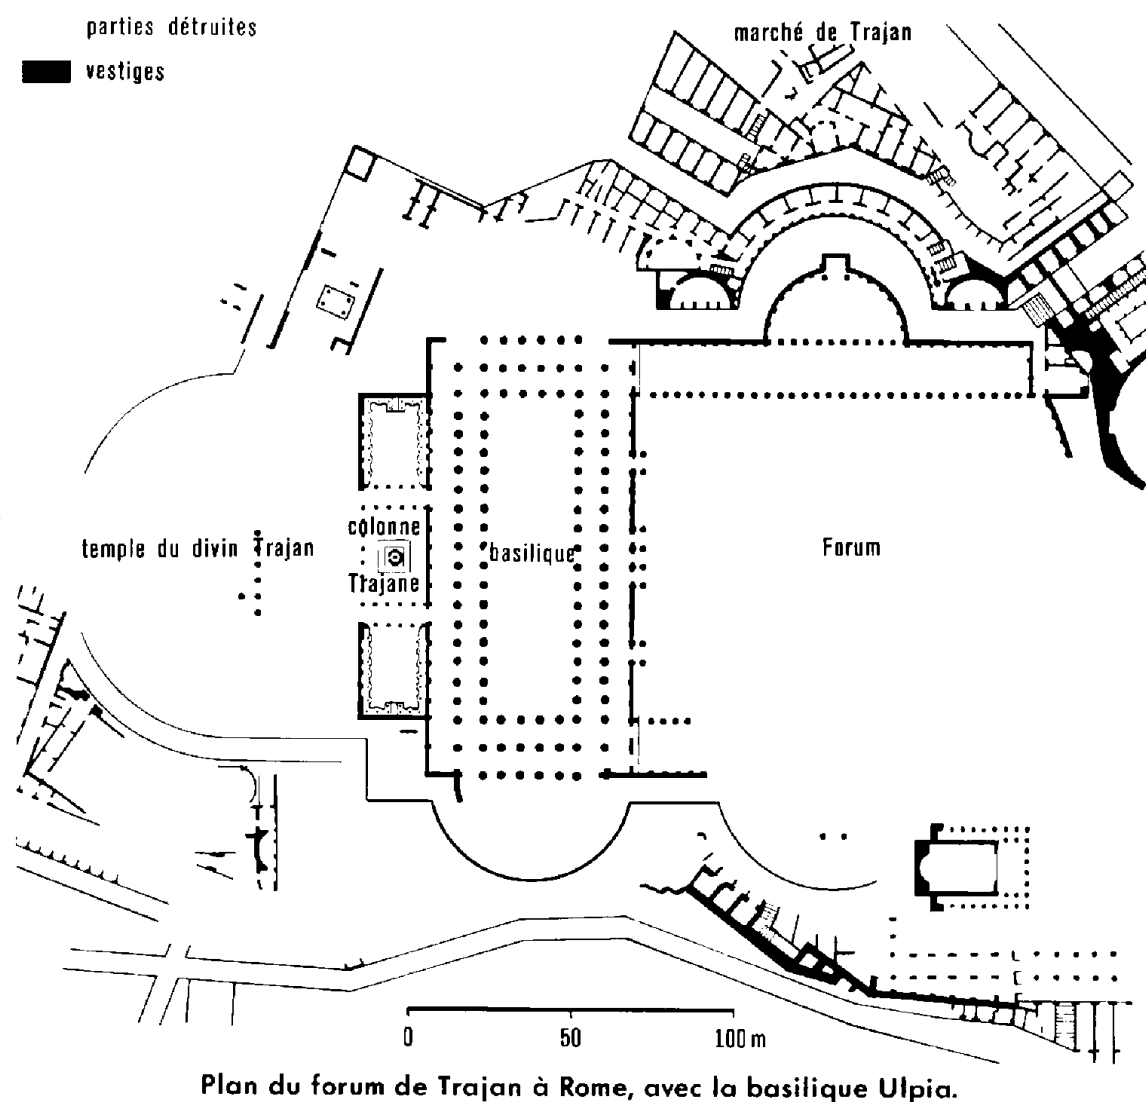 parties détruites
vestiges
marché de Trajan
temple du divin Trajan
colonne
Trajane
basilique
Forum
0 50 100 m
Plan du forum de Trajan à Rome, avec la basilique Ulpia.